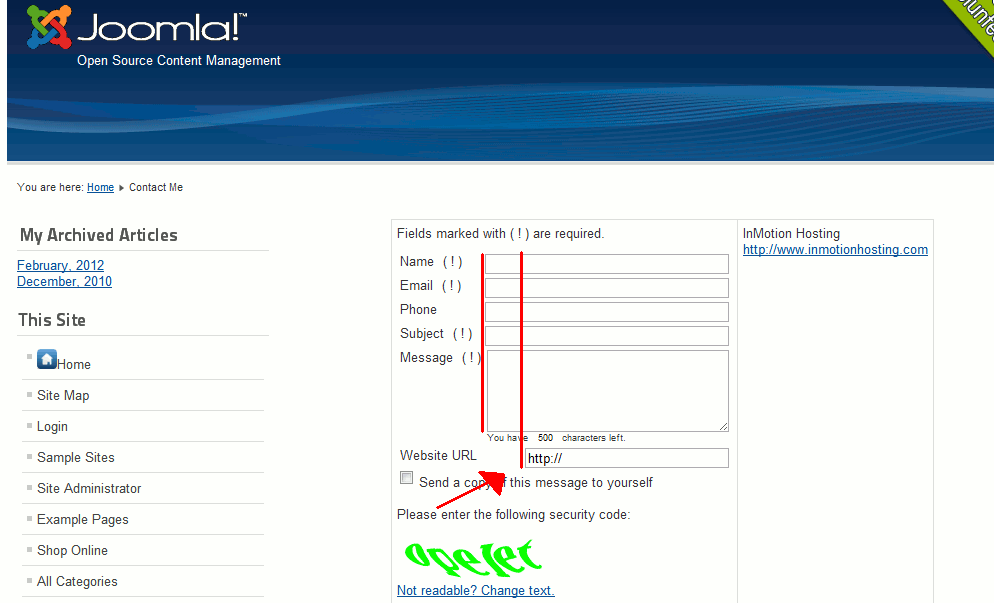 Joomla!™
Open Source Content Management
You are here: Home Contact Me
My Archived Articles
February, 2012
December, 2010
This Site
Home
Site Map
Login
Sample Sites
Site Administrator
Example Pages
Shop Online
All Categories
Fields marked with ( ! ) are required.
Name ( ! )
Email ( ! )
Phone
Subject ( ! )
Message ( ! )
You have 500 characters left.
Website URL http://
Send a copy of this message to yourself
Please enter the following security code:
Not readable? Change text.
InMotion Hosting
http://www.inmotionhosting.com